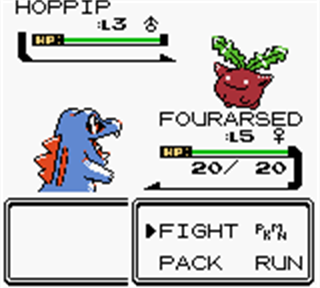 HOPPIP
:L3 ♂
HP:
FOURARSED
:L5 ♀
HP:
20/ 20
▶FIGHT PKMN
PACK RUN